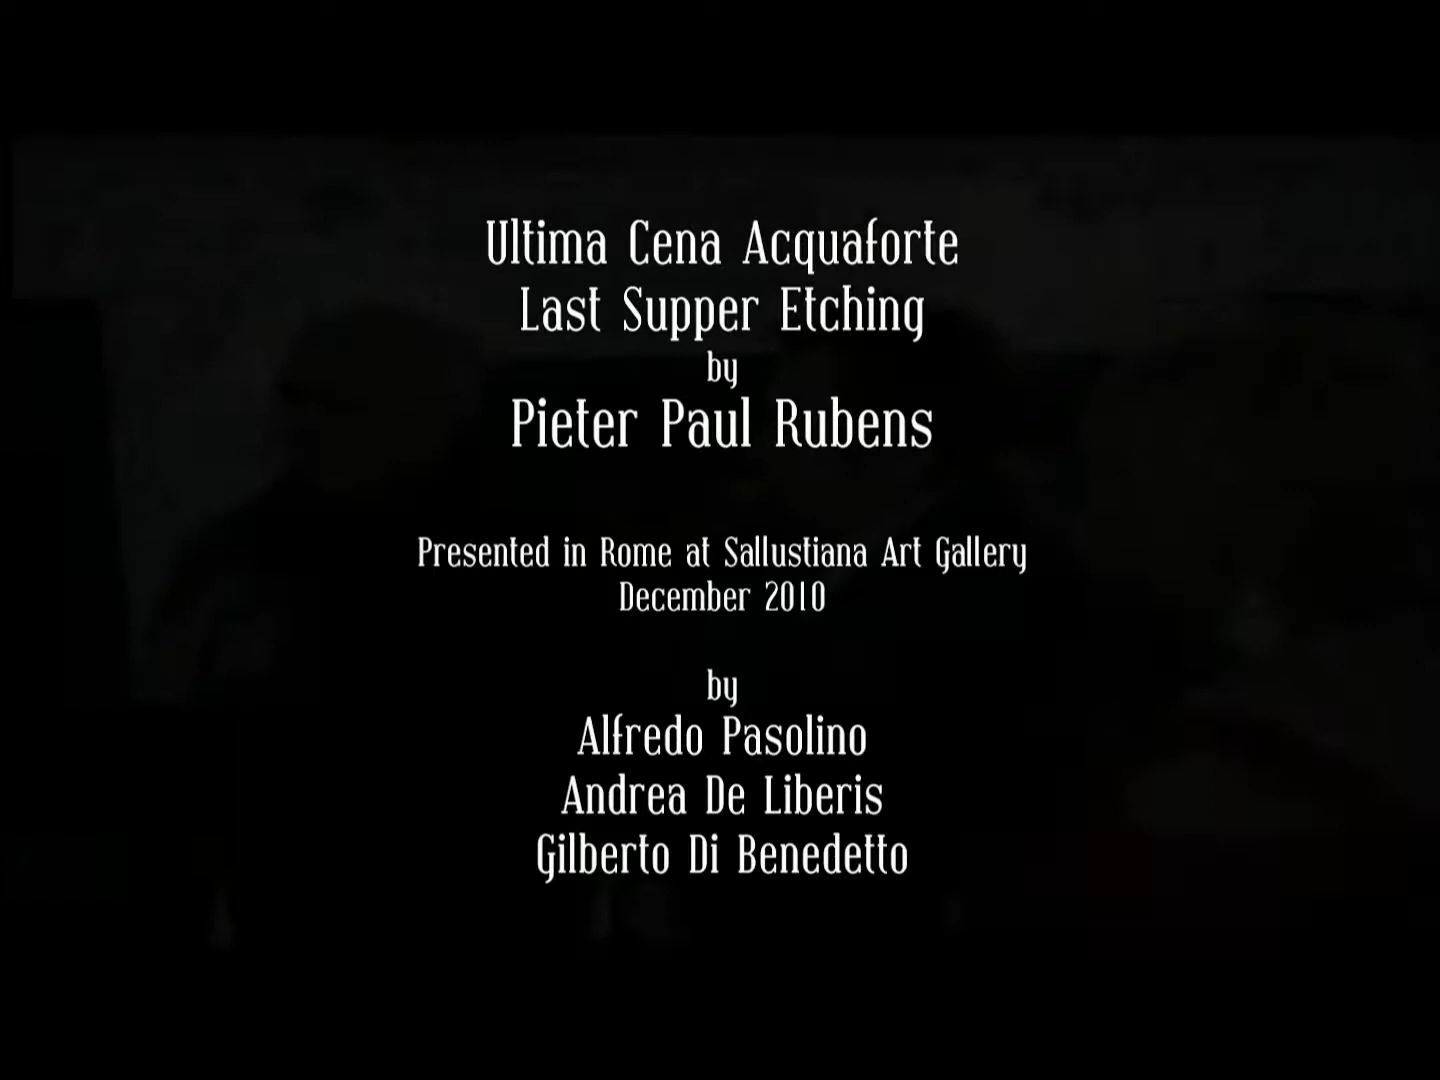 Ultima Cena Acquaforte
Last Supper Etching
by
Pieter Paul Rubens
Presented in Rome at Sallustiana Art Gallery
December 2010
by
Alfredo Pasolino
Andrea De Liberis
Gilberto Di Benedetto